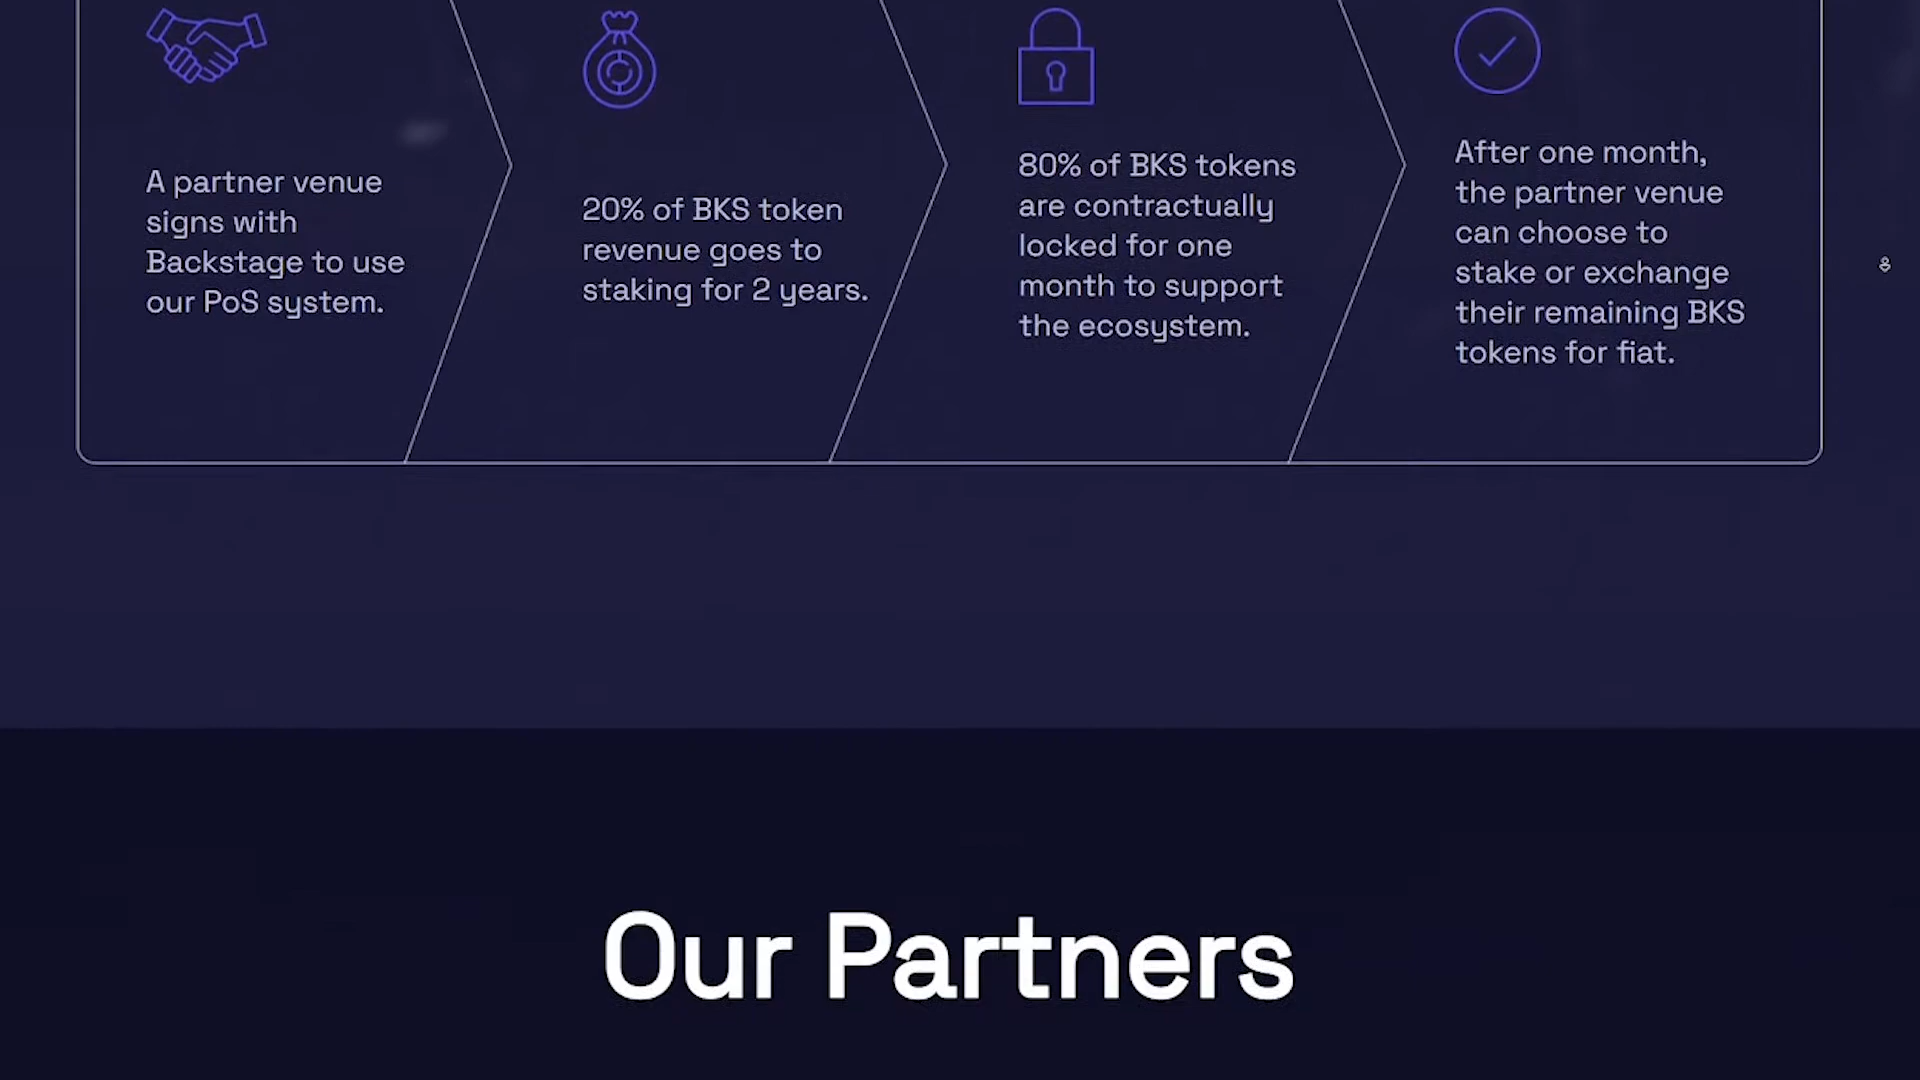 A partner venue
signs with
Backstage to use
our PoS system.
20% of BKS token
revenue goes to
staking for 2 years.
80% of BKS tokens
are contractually
locked for one
month to support
the ecosystem.
After one month,
the partner venue
can choose to
stake or exchange
their remaining BKS
tokens for fiat.
Our Partners